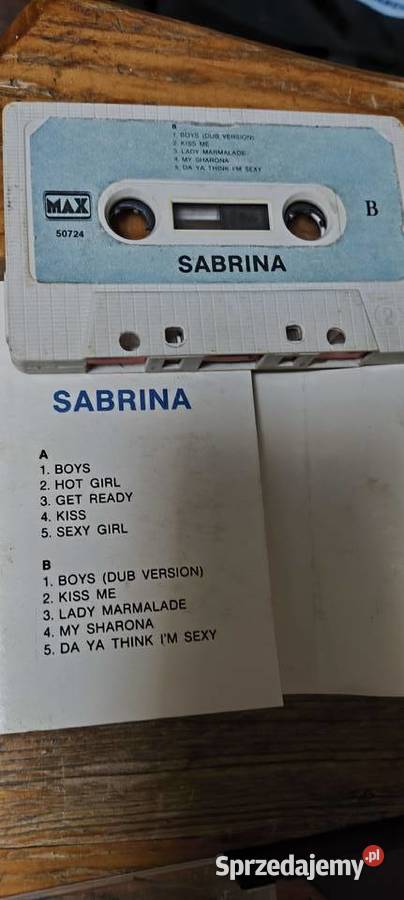 B
1. BOYS (DUB VERSION)
2. KISS ME
3. LADY MARMALADE
4. MY SHARONA
5. DA YA THINK I'M SEXY
MAX
50724
B
SABRINA
2
SABRINA
A
1. BOYS
2. HOT GIRL
3. GET READY
4. KISS
5. SEXY GIRL
B
1. BOYS (DUB VERSION)
2. KISS ME
3. LADY MARMALADE
4. MY SHARONA
5. DA YA THINK I'M SEXY
Sprzedajemy.pl